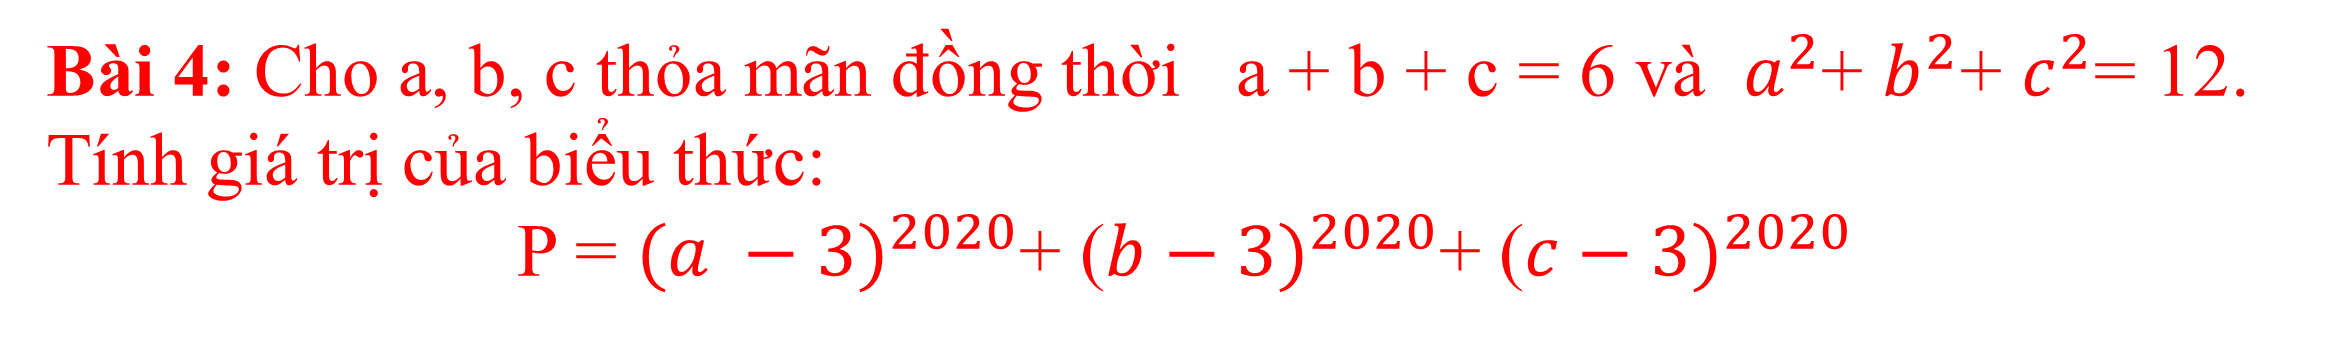 Bài 4: Cho a, b, c thỏa mãn đồng thời a + b + c = 6 và a²+ b²+ c²= 12.
Tính giá trị của biểu thức:
P = (a − 3)²⁰²⁰+ (b − 3)²⁰²⁰+ (c − 3)²⁰²⁰